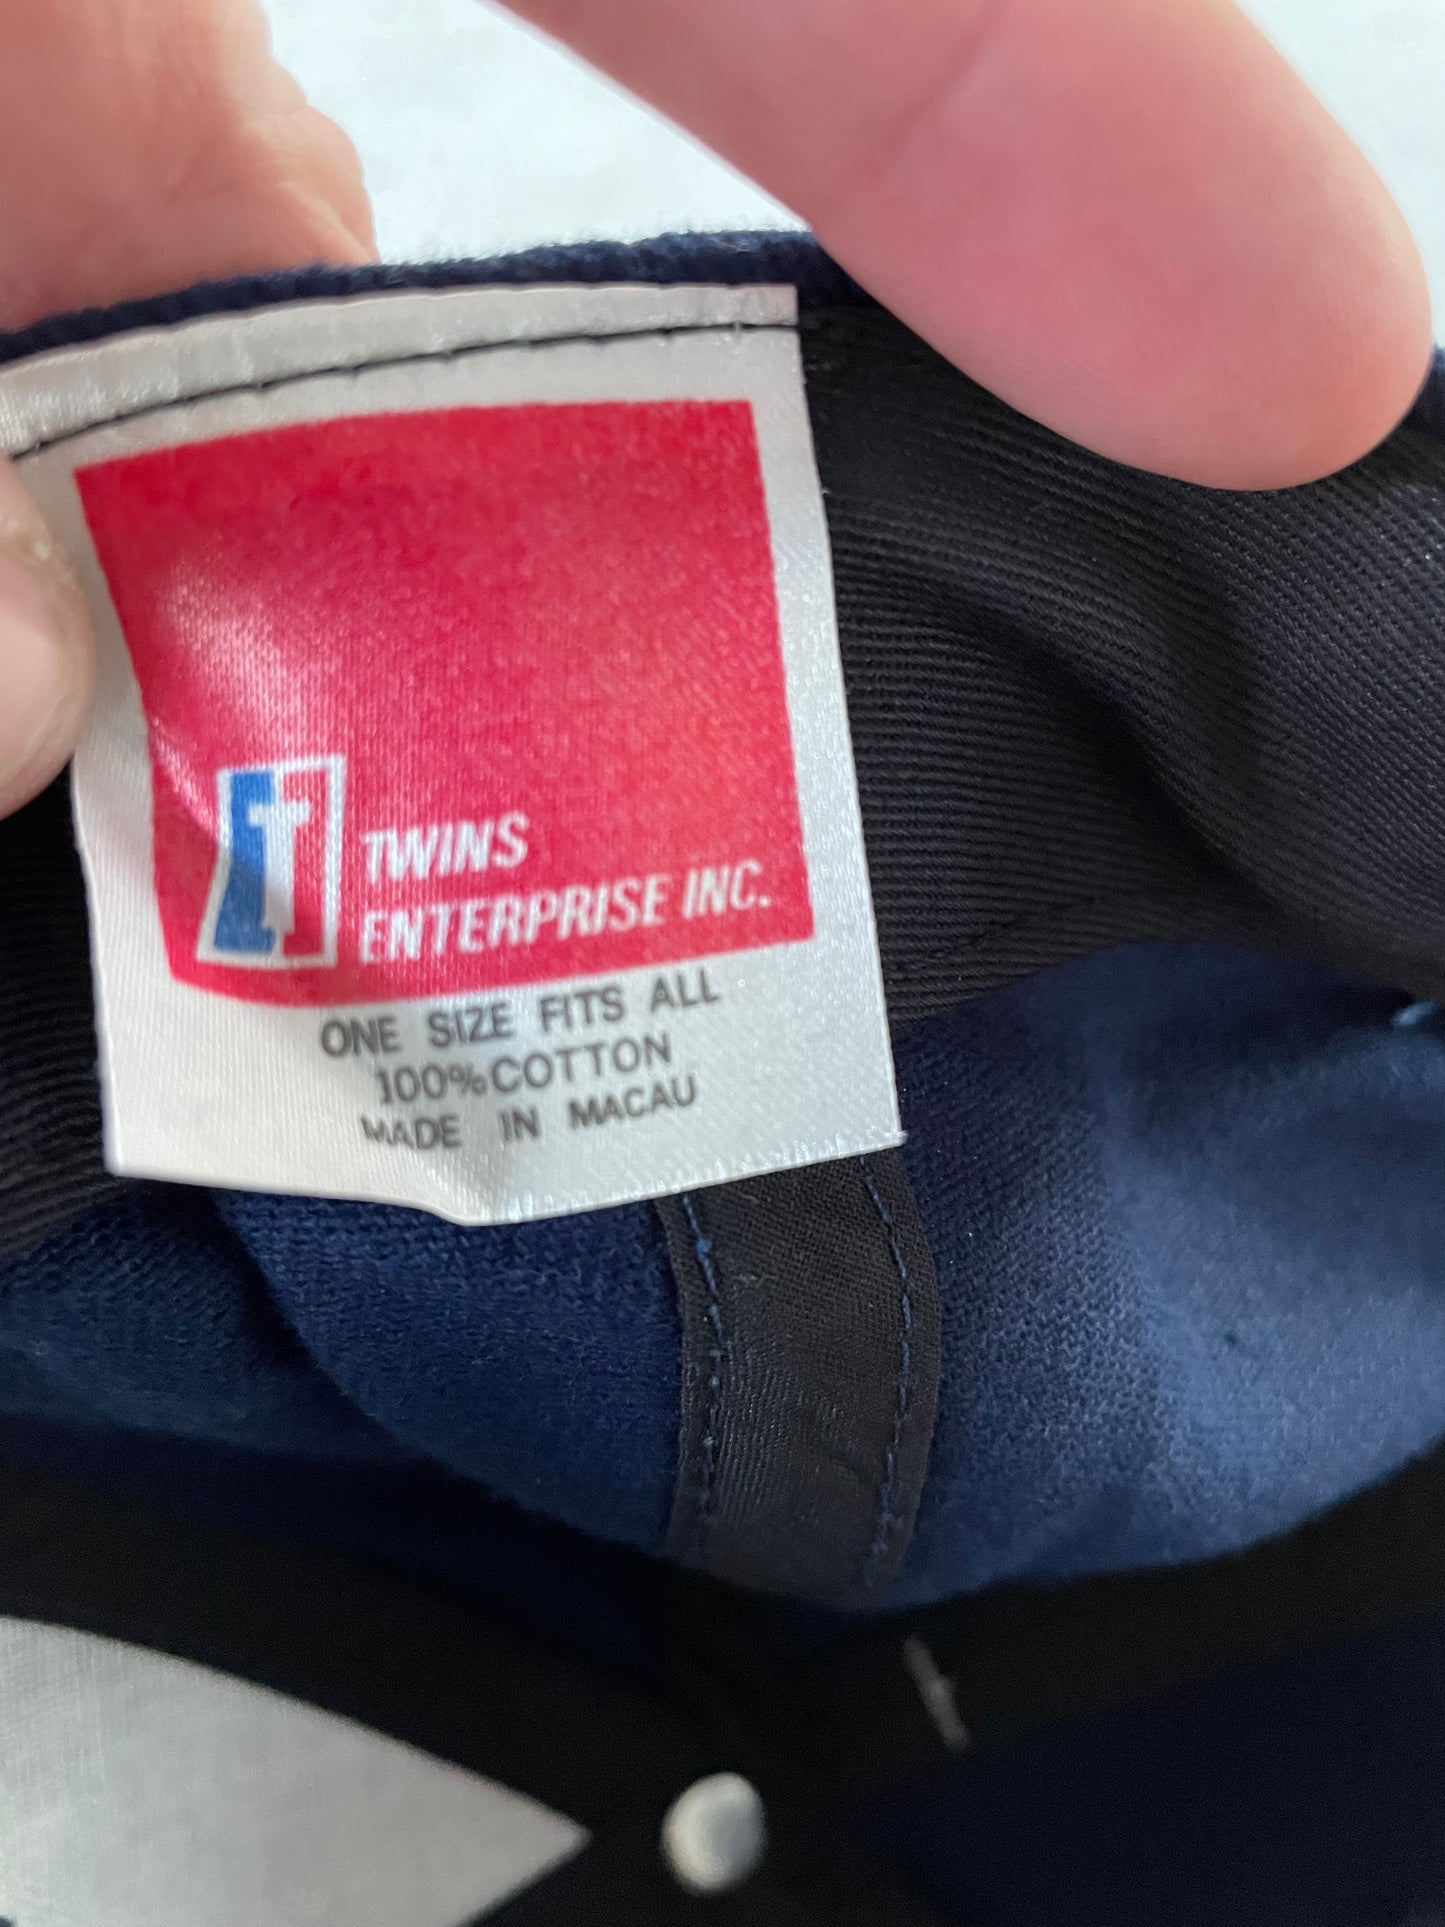 TWINS
ENTERPRISE INC.
ONE SIZE FITS ALL
100% COTTON
MADE IN MACAU